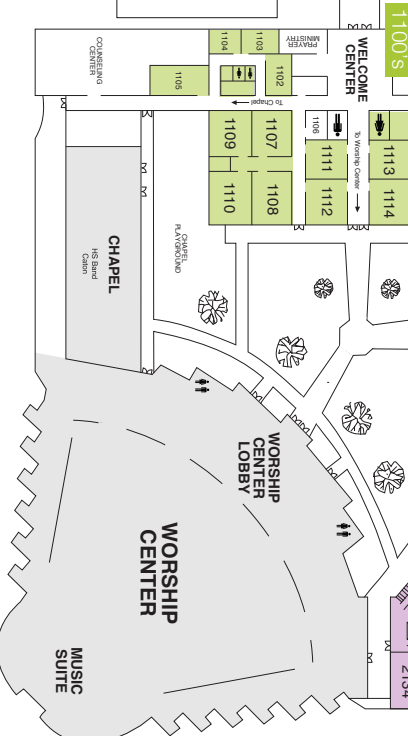 1100's
WELCOME
CENTER
PRAYER
MINISTRY
1103
1104
1102
1105
COUNSELING
CENTER
To Chapel
1106
To Worship Center
1109
1107
1110
1108
1111
1112
1113
1114
CHAPEL
PLAYGROUND
CHAPEL
HS Band
Caton
WORSHIP
CENTER
LOBBY
WORSHIP
CENTER
MUSIC
SUITE
2134